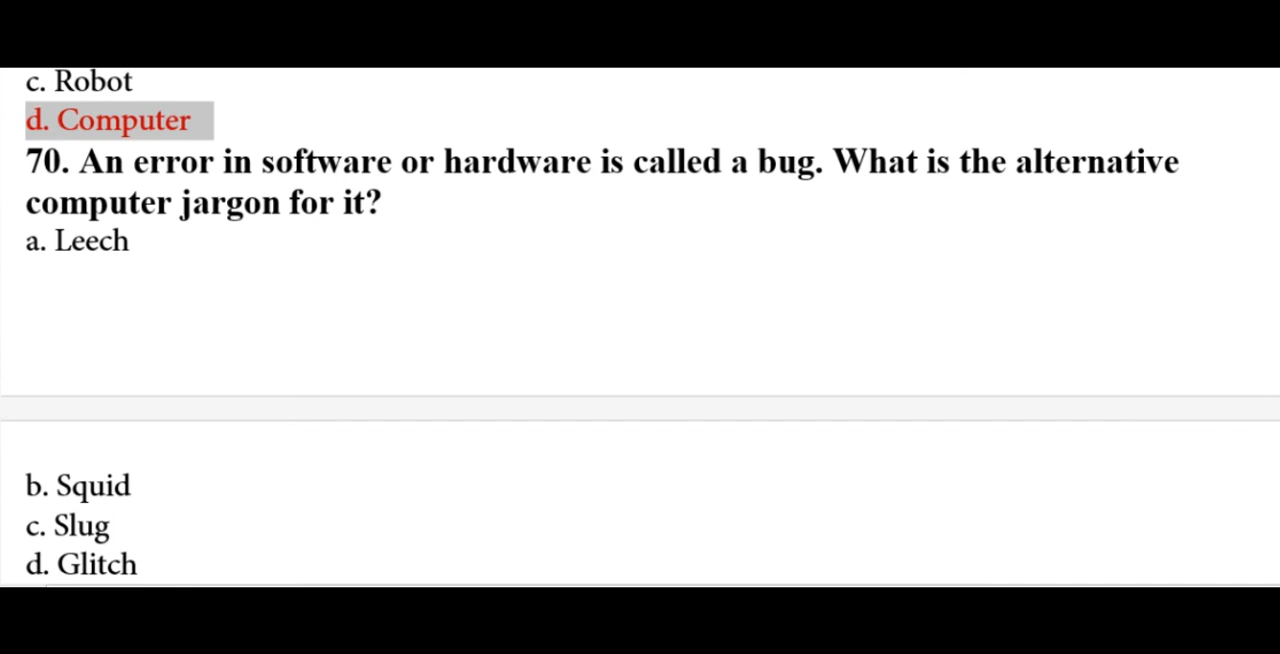 c. Robot
d. Computer
70. An error in software or hardware is called a bug. What is the alternative
computer jargon for it?
a. Leech
b. Squid
c. Slug
d. Glitch